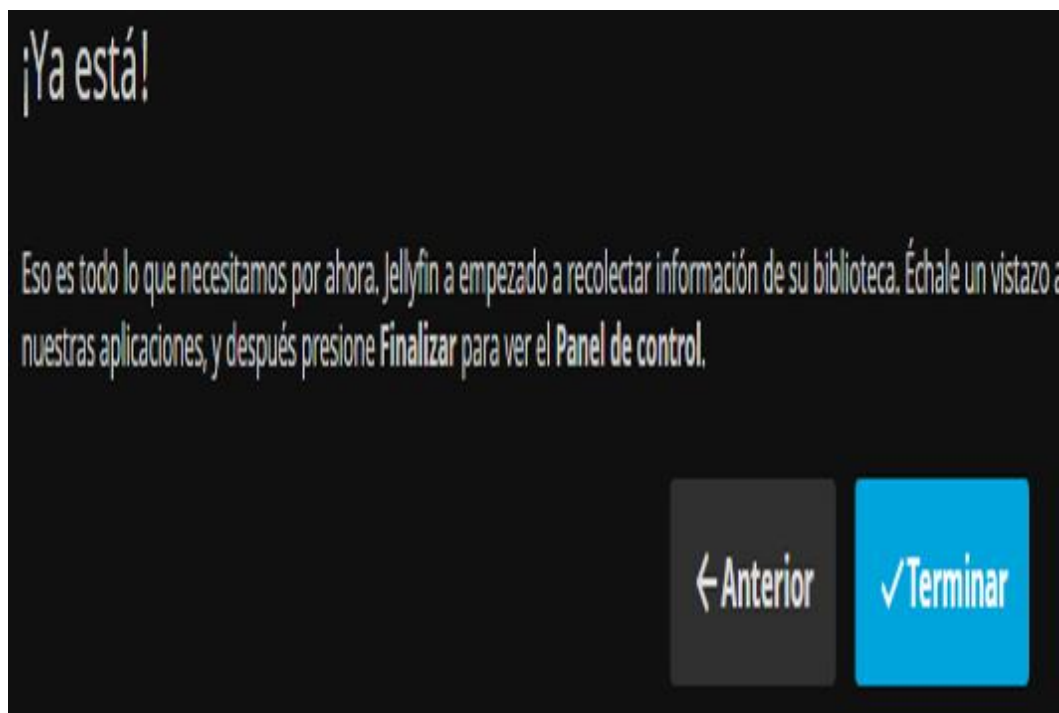 ¡Ya está!
Eso es todo lo que necesitamos por ahora. Jellyfin a empezado a recolectar información de su biblioteca. Échale un vistazo a
nuestras aplicaciones, y después presione Finalizar para ver el Panel de control.
←Anterior ✓Terminar